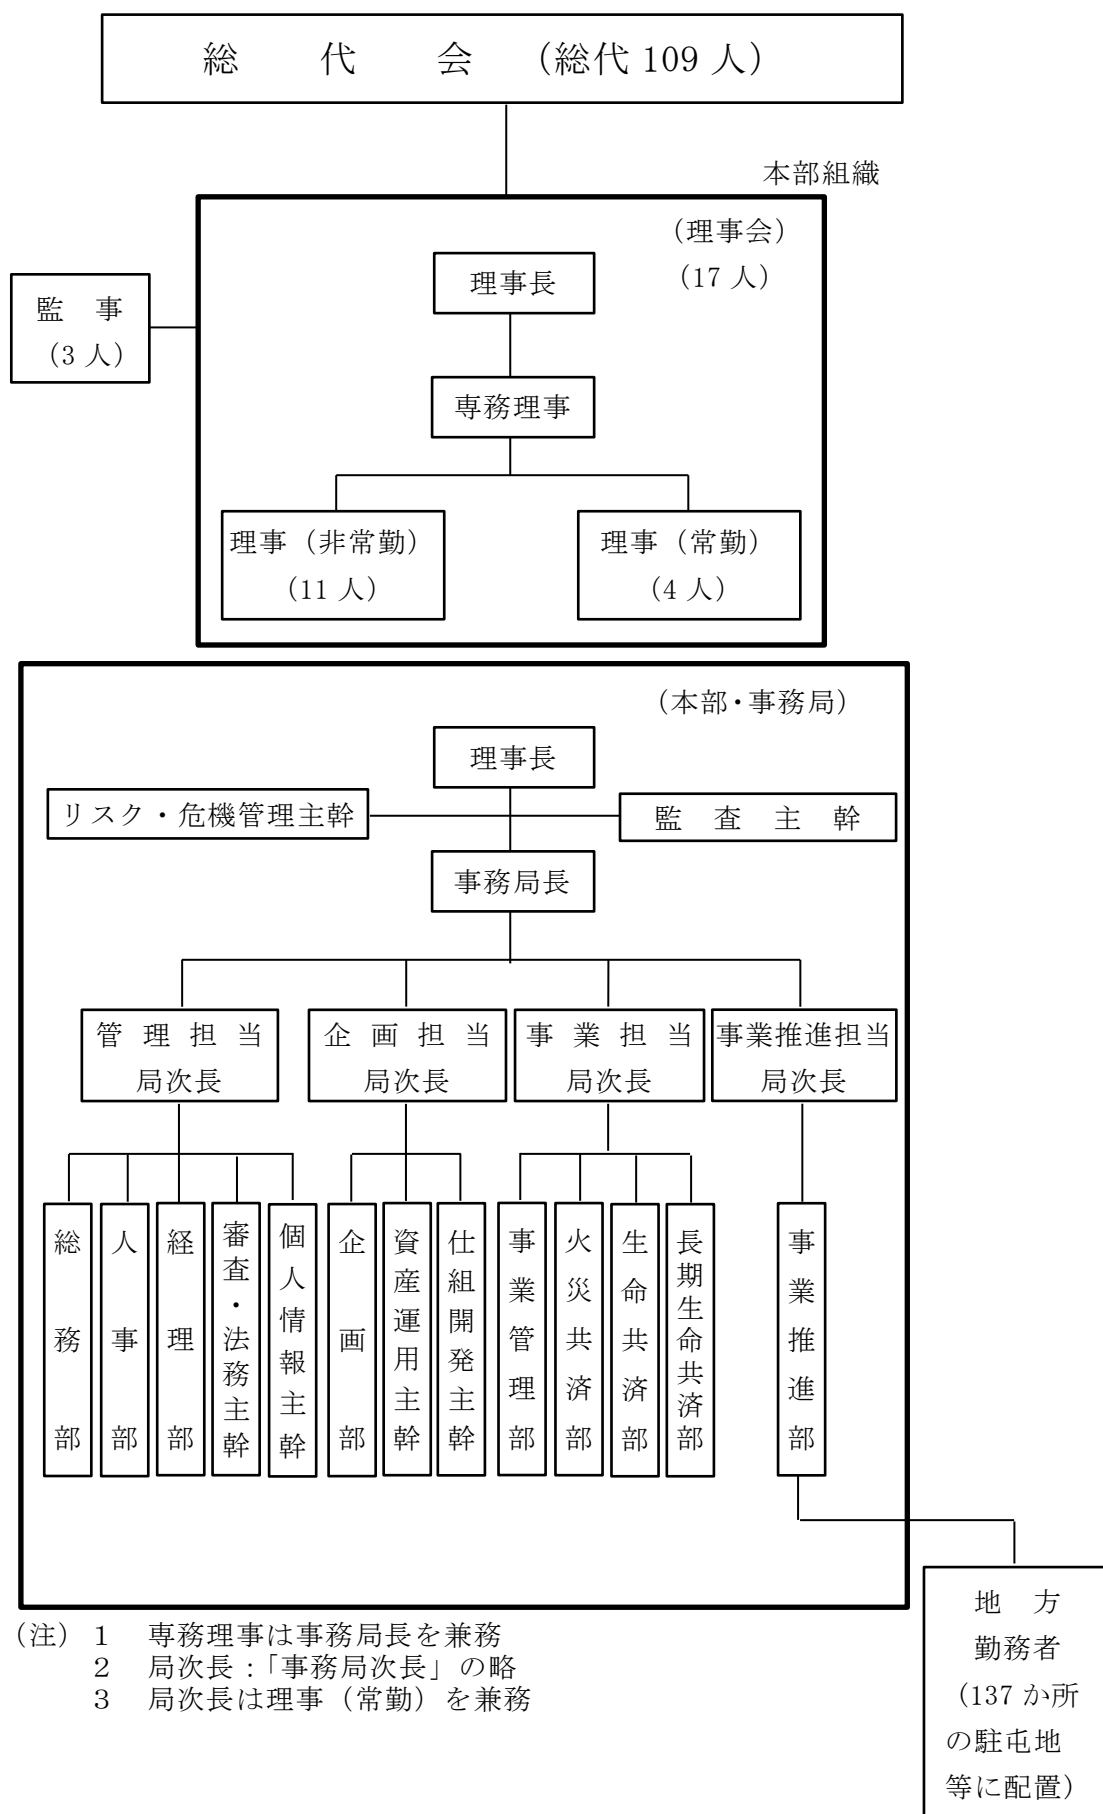 総代会（総代 109 人）
本部組織
（理事会）
（17 人）
理事長
監事
（3 人）
専務理事
理事（非常勤）
（11 人）
理事（常勤）
（4 人）
（本部・事務局）
理事長
リスク・危機管理主幹
監査主幹
事務局長
管理担当
局次長
企画担当
局次長
事業担当
局次長
事業推進担当
局次長
総務部
人事部
経理部
審査・法務主幹
個人情報主幹
企画部
資産運用主幹
仕組開発主幹
事業管理部
火災共済部
生命共済部
長期生命共済部
事業推進部
地方
勤務者
（137 か所
の駐屯地
等に配置）
（注）１　専務理事は事務局長を兼務
２　局次長：「事務局次長」の略
３　局次長は理事（常勤）を兼務